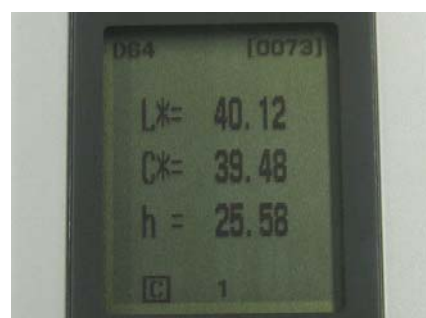 D64 [0073]
L*= 40.12
C*= 39.48
h = 25.58
C 1